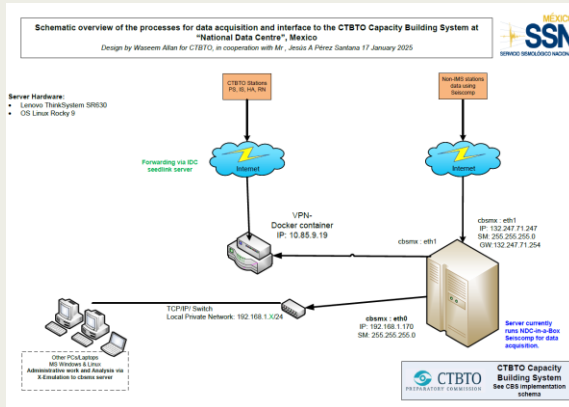 Schematic overview of the processes for data acquisition and interface to the CTBTO Capacity Building System at
"National Data Centre", Mexico
Design by Waseem Allan for CTBTO, in cooperation with Mr , Jesús A Pérez Santana 17 January 2025
MÉXICO
SSN
SERVICIO SISMOLÓGICO NACIONAL
Server Hardware:
• Lenovo ThinkSystem SR630
• OS Linux Rocky 9
CTBTO Stations
PS, IS, HA, RN
Non-IMS stations
data using
Seiscomp
Forwarding via IDC
seedlink server
Internet
Internet
VPN-
Docker container
IP: 10.85.9.19
cbsmx : eth1
IP: 132.247.71.247
SM: 255.255.255.0
GW:132.247.71.254
cbsmx : eth1
TCP/IP/ Switch
Local Private Network: 192.168.1.X/24
cbsmx : eth0
IP: 192.168.1.170
SM: 255.255.255.0
Server currently
runs NDC-in-a-Box
Seiscomp for data
acquisition.
Other PCs/Laptops
MS Windows & Linux
Administrative work and Analysis via
X-Emulation to cbsmx server
CTBTO
PREPARATORY COMMISSION
CTBTO Capacity
Building System
See CBS implementation
schema